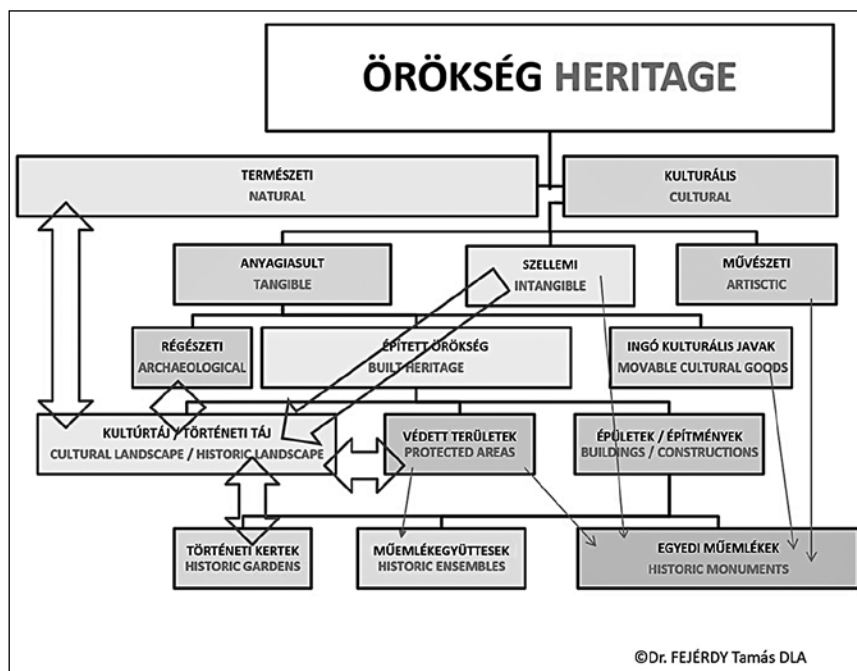 ÖRÖKSÉG HERITAGE
TERMÉSZETI
NATURAL
KULTURÁLIS
CULTURAL
ANYAGIASULT
TANGIBLE
SZELLEMI
INTANGIBLE
MŰVÉSZETI
ARTISCTIC
RÉGÉSZETI
ARCHAEOLOGICAL
ÉPÍTETT ÖRÖKSÉG
BUILT HERITAGE
INGÓ KULTURÁLIS JAVAK
MOVABLE CULTURAL GOODS
KULTÚRTÁJ / TÖRTÉNETI TÁJ
CULTURAL LANDSCAPE / HISTORIC LANDSCAPE
VÉDETT TERÜLETEK
PROTECTED AREAS
ÉPÜLETEK / ÉPÍTMÉNYEK
BUILDINGS / CONSTRUCTIONS
TÖRTÉNETI KERTEK
HISTORIC GARDENS
MŰEMLÉKEGYÜTTESEK
HISTORIC ENSEMBLES
EGYEDI MŰEMLÉKEK
HISTORIC MONUMENTS
©Dr. FEJÉRDY Tamás DLA